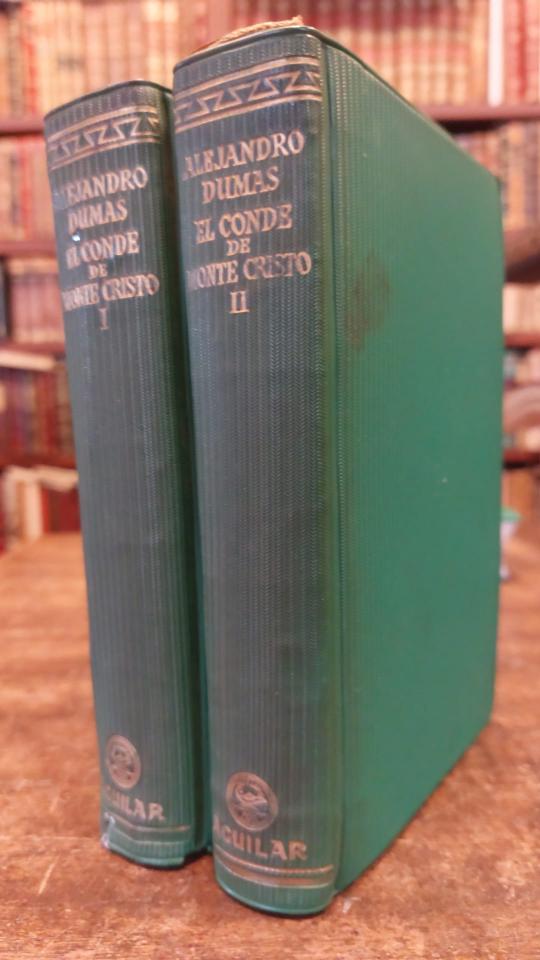 ALEJANDRO
DUMAS
EL CONDE
DE
MONTE CRISTO
I
AGUILAR
ALEJANDRO
DUMAS
EL CONDE
DE
MONTE CRISTO
II
AGUILAR